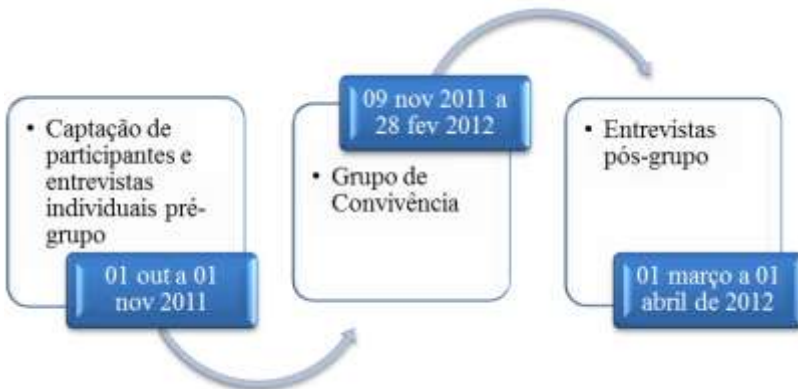 • Captação de
participantes e
entrevistas
individuais pré-
grupo
01 out a 01
nov 2011
09 nov 2011 a
28 fev 2012
• Grupo de
Convivência
• Entrevistas
pós-grupo
01 março a 01
abril de 2012